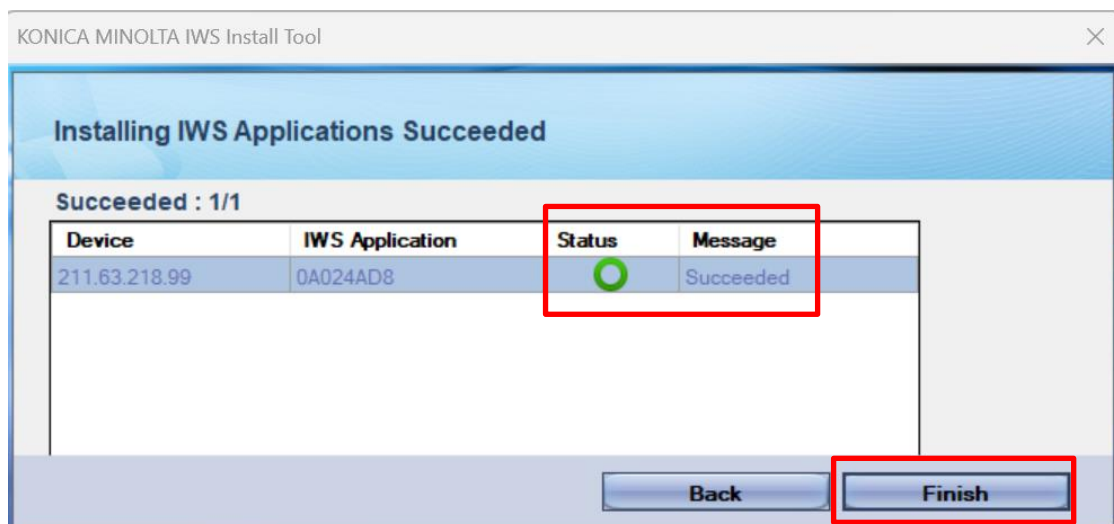 KONICA MINOLTA IWS Install Tool
Installing IWS Applications Succeeded
Succeeded : 1/1
Device IWS Application Status Message
211.63.218.99 0A024AD8 Succeeded
Back Finish